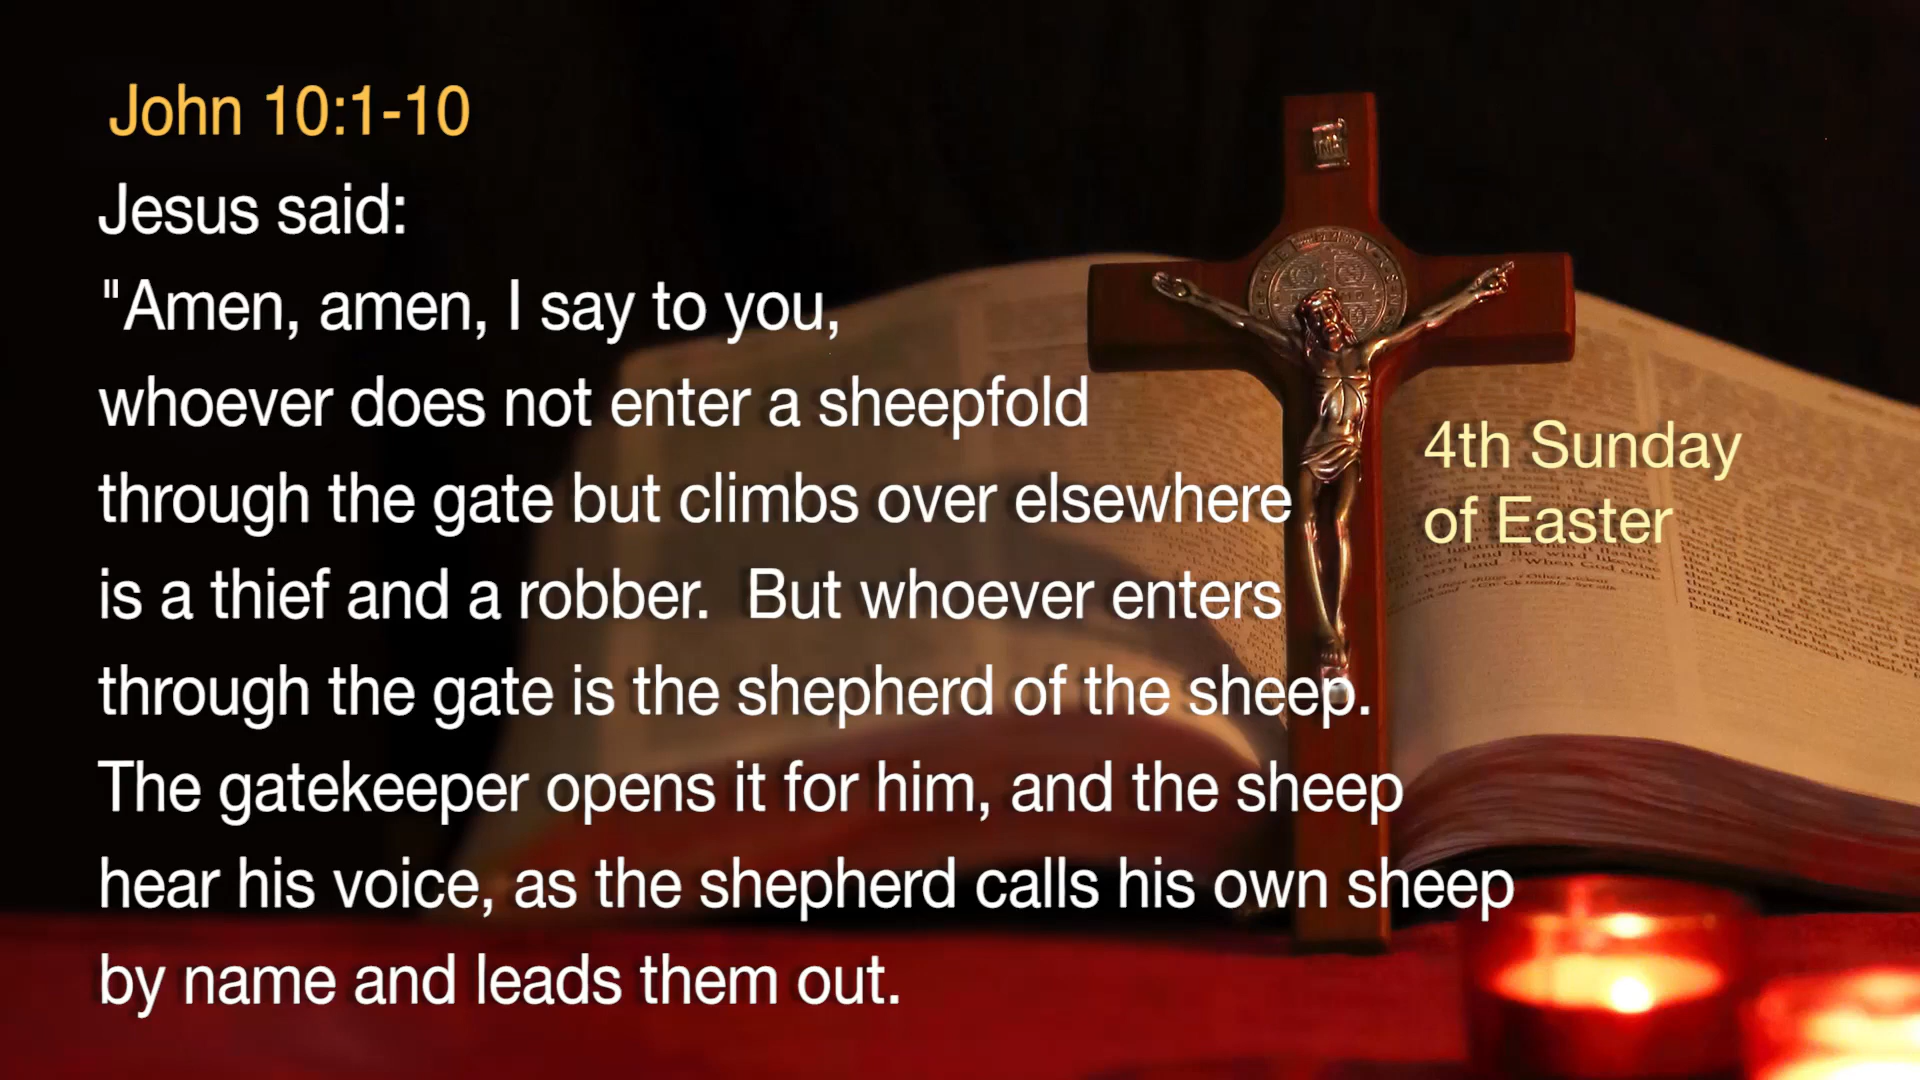 John 10:1-10
Jesus said:
"Amen, amen, I say to you,
whoever does not enter a sheepfold
through the gate but climbs over elsewhere
is a thief and a robber.  But whoever enters
through the gate is the shepherd of the sheep.
The gatekeeper opens it for him, and the sheep
hear his voice, as the shepherd calls his own sheep
by name and leads them out.
4th Sunday
of Easter